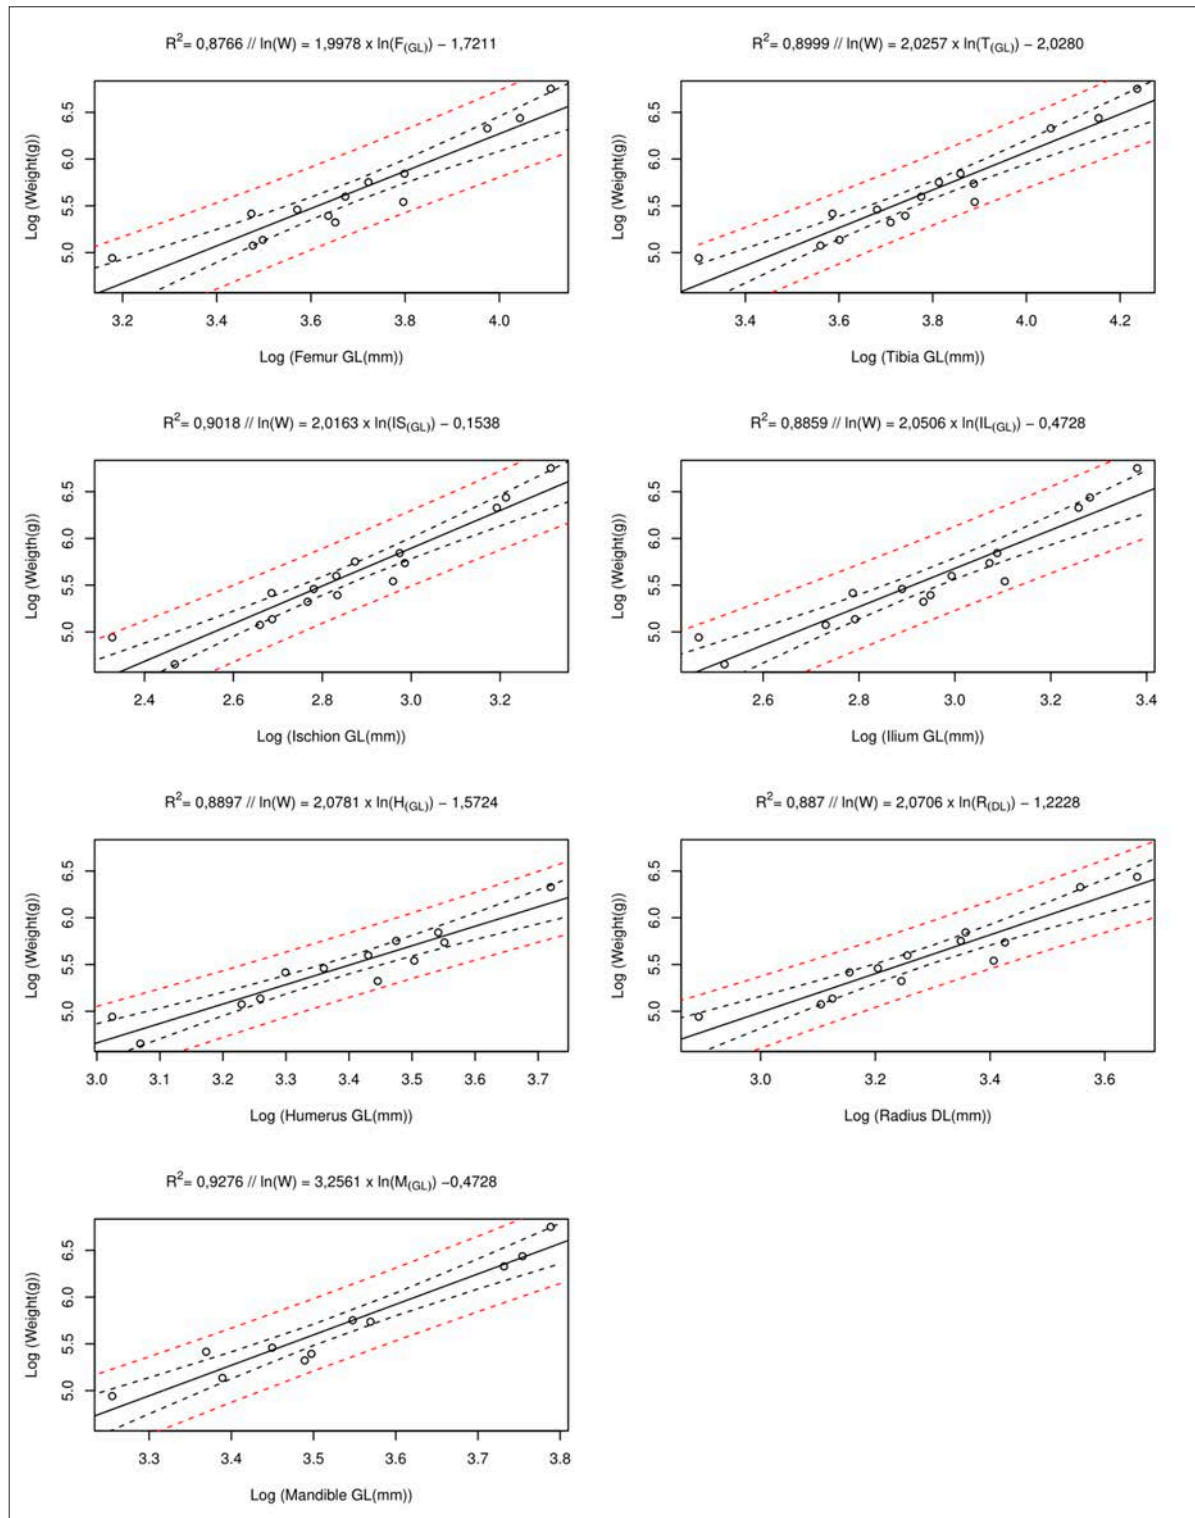 R²= 0,8766 // ln(W) = 1,9978 x ln(F(GL)) − 1,7211
Log (Weight(g))
6.5
6.0
5.5
5.0
3.2 3.4 3.6 3.8 4.0
Log (Femur GL(mm))
R²= 0,8999 // ln(W) = 2,0257 x ln(T(GL)) − 2,0280
Log (Weight(g))
6.5
6.0
5.5
5.0
3.4 3.6 3.8 4.0 4.2
Log (Tibia GL(mm))
R²= 0,9018 // ln(W) = 2,0163 x ln(IS(GL)) − 0,1538
Log (Weigth(g))
6.5
6.0
5.5
5.0
2.4 2.6 2.8 3.0 3.2
Log (Ischion GL(mm))
R²= 0,8859 // ln(W) = 2,0506 x ln(IL(GL)) − 0,4728
Log (Weight(g))
6.5
6.0
5.5
5.0
2.6 2.8 3.0 3.2 3.4
Log (Ilium GL(mm))
R²= 0,8897 // ln(W) = 2,0781 x ln(H(GL)) − 1,5724
Log (Weight(g))
6.5
6.0
5.5
5.0
3.0 3.1 3.2 3.3 3.4 3.5 3.6 3.7
Log (Humerus GL(mm))
R²= 0,887 // ln(W) = 2,0706 x ln(R(DL)) − 1,2228
Log (Weight(g))
6.5
6.0
5.5
5.0
3.0 3.2 3.4 3.6
Log (Radius DL(mm))
R²= 0,9276 // ln(W) = 3,2561 x ln(M(GL)) −0,4728
Log (Weight(g))
6.5
6.0
5.5
5.0
3.3 3.4 3.5 3.6 3.7 3.8
Log (Mandible GL(mm))